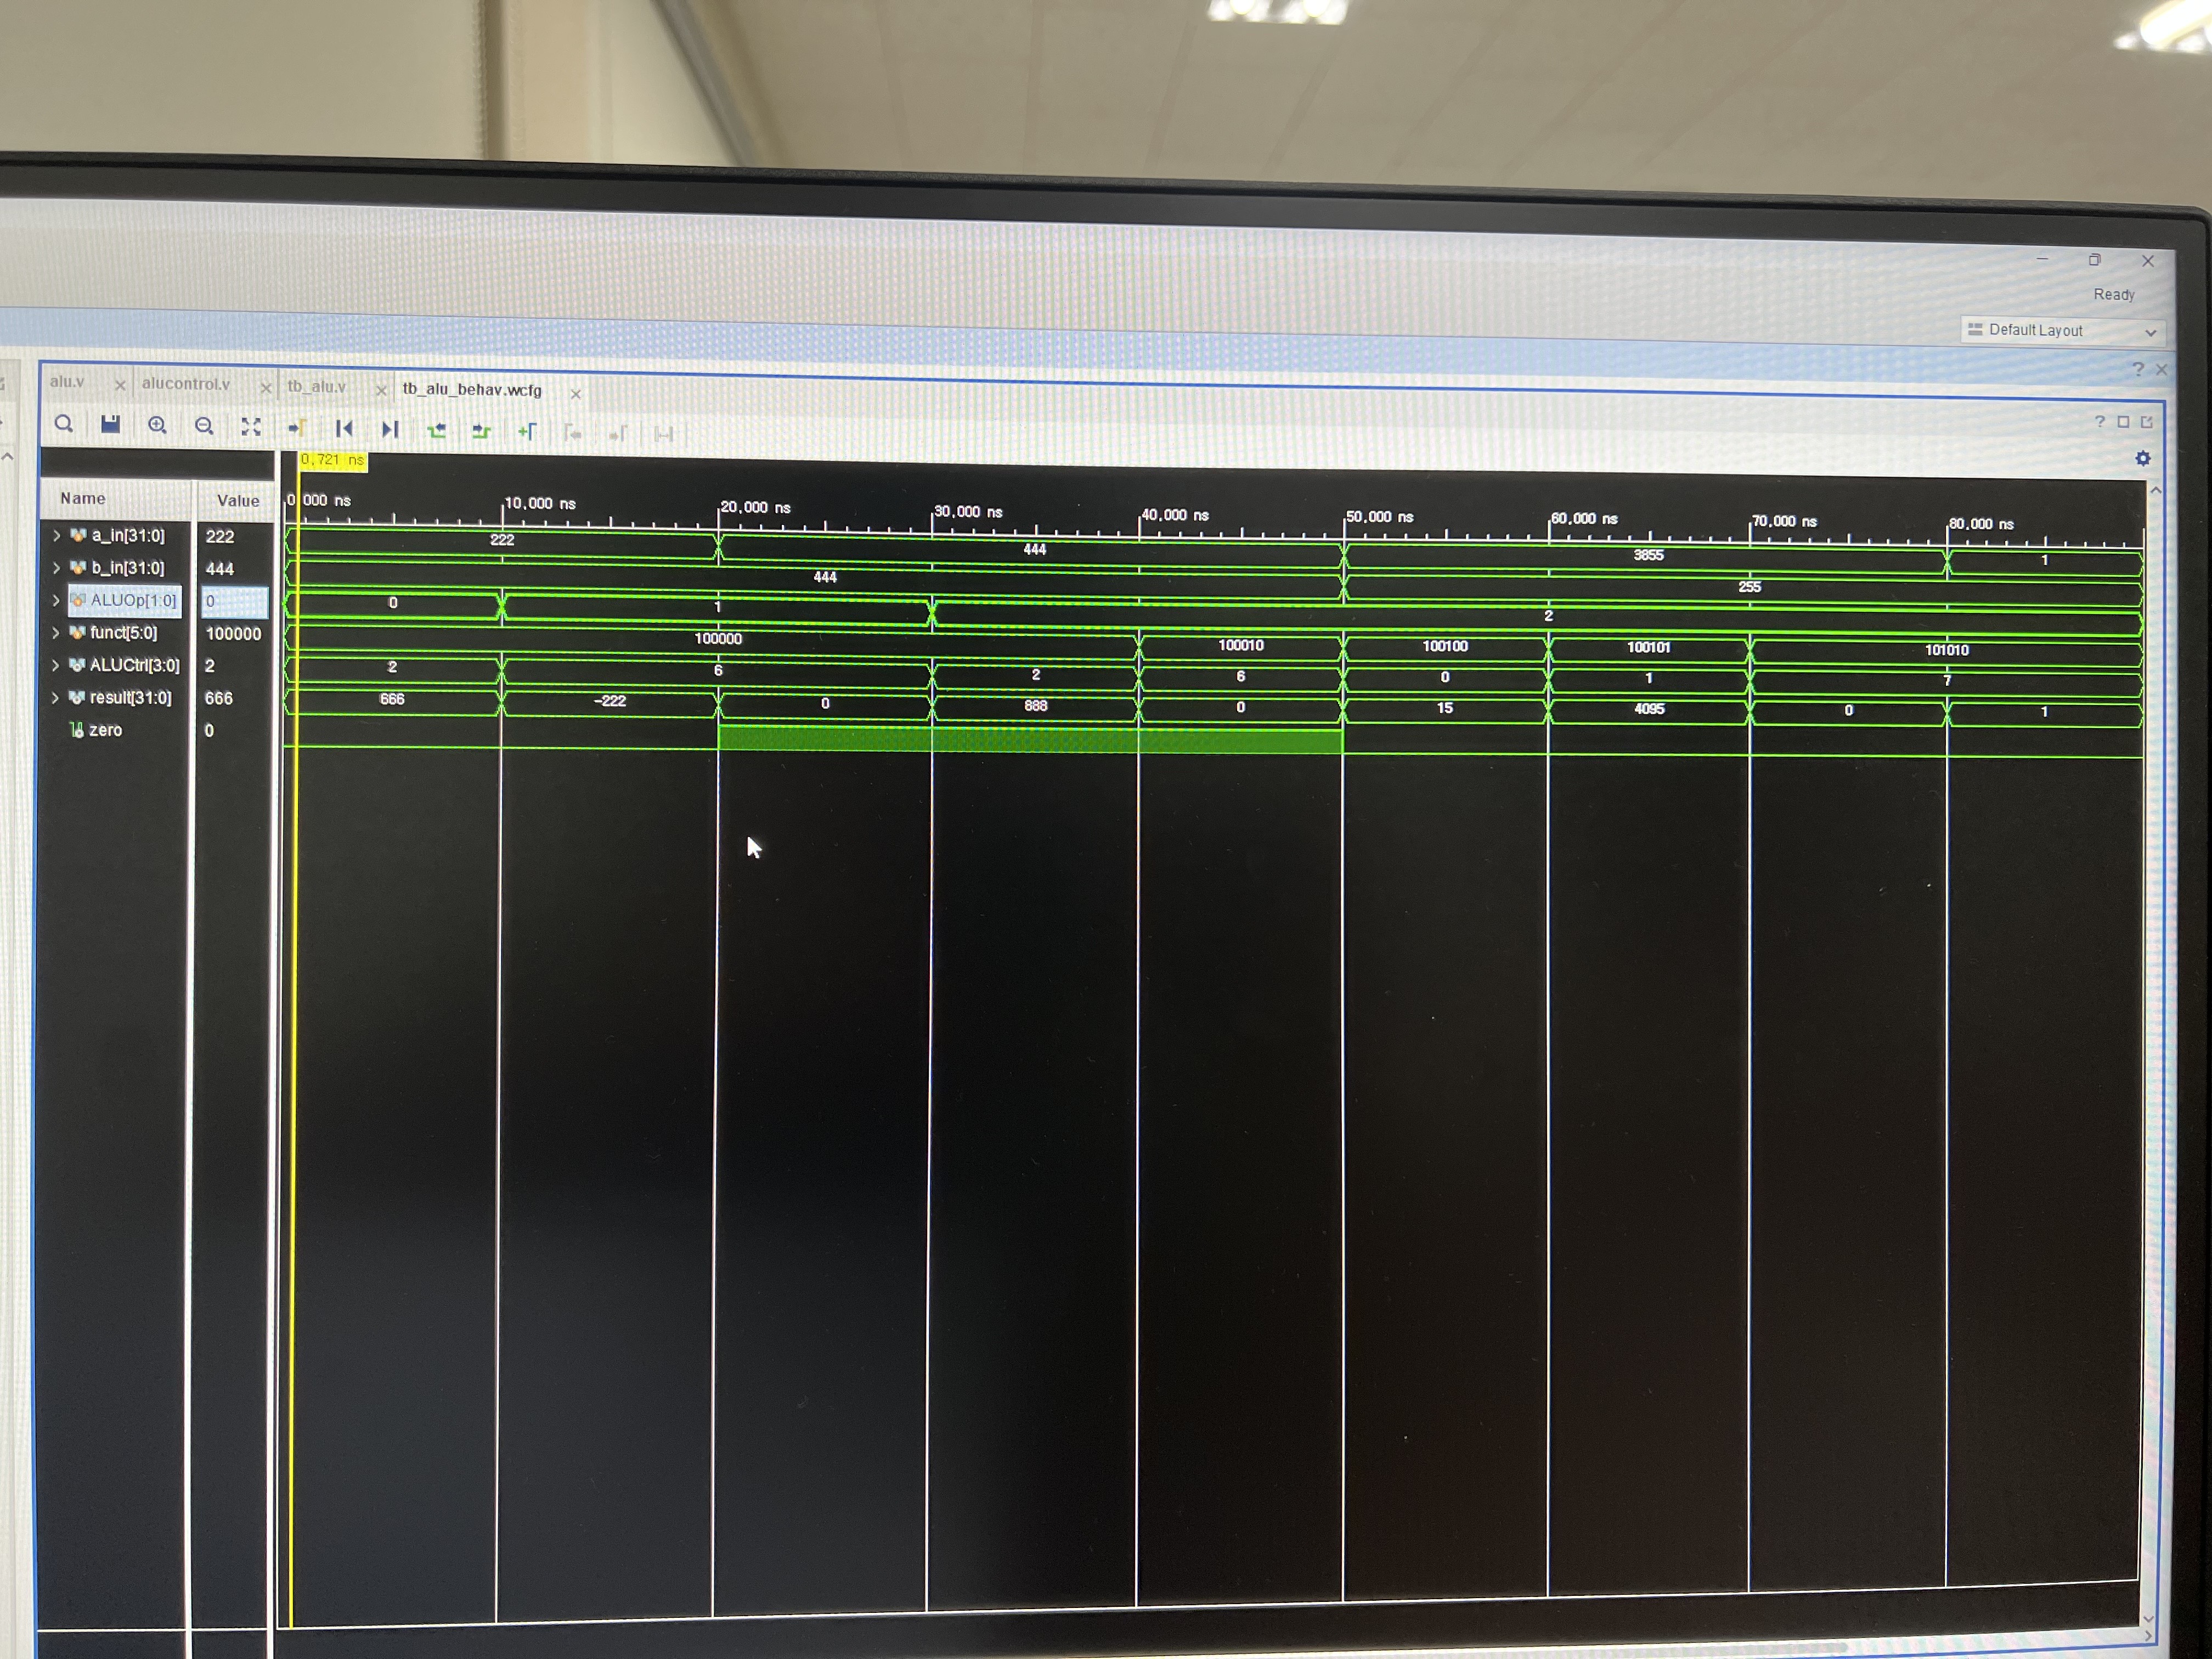 Ready
Default Layout
alu.v alucontrol.v tb_alu.v tb_alu_behav.wcfg
0.721 ns
Name Value 0.000 ns 10.000 ns 20.000 ns 30.000 ns 40.000 ns 50.000 ns 60.000 ns 70.000 ns 80.000 ns
a_in[31:0] 222 222 444 3855 1
b_in[31:0] 444 444 255
ALUOp[1:0] 0 0 1 2
funct[5:0] 100000 100000 100010 100100 100101 101010
ALUCtrl[3:0] 2 2 6 2 6 0 1 7
result[31:0] 666 666 -222 0 888 0 15 4095 0 1
zero 0